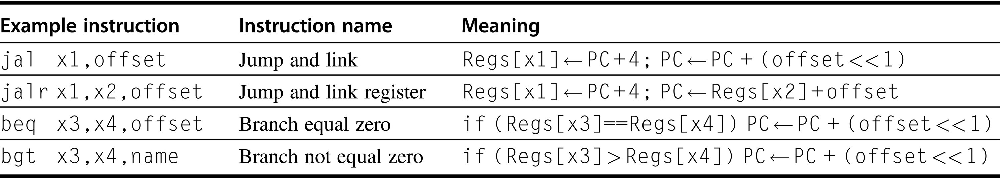 Example instruction Instruction name Meaning
jal x1,offset Jump and link Regs[x1]←PC+4; PC←PC + (offset<<1)
jalr x1,x2,offset Jump and link register Regs[x1]←PC+4; PC←Regs[x2]+offset
beq x3,x4,offset Branch equal zero if (Regs[x3]==Regs[x4]) PC←PC + (offset<<1)
bgt x3,x4,name Branch not equal zero if (Regs[x3]>Regs[x4]) PC←PC + (offset<<1)